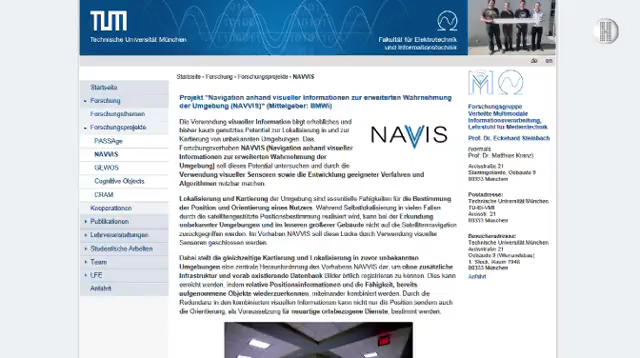 TUM
Technische Universität München
Fakultät für Elektrotechnik
und Informationstechnik
H
de en
Startseite
Forschung
Forschungsthemen
Forschungsprojekte
PASSAge
NAVVIS
GEWOS
Cognitive Objects
CRAM
Kooperationen
Publikationen
Lehrveranstaltungen
Studentische Arbeiten
Team
LFE
Anfahrt
Startseite › Forschung › Forschungsprojekte › NAVVIS
Projekt "Navigation anhand visueller Informationen zur erweiterten Wahrnehmung
der Umgebung (NAVVIS)" (Mittelgeber: BMWi)
NAVVIS
Die Verwendung visueller Information birgt erhebliches und
bisher kaum genutztes Potential zur Lokalisierung in und zur
Kartierung von unbekannten Umgebungen. Das
Forschungsvorhaben NAVVIS (Navigation anhand visueller
Informationen zur erweiterten Wahrnehmung der
Umgebung) soll dieses Potential untersuchen und durch die
Verwendung visueller Sensoren sowie die Entwicklung geeigneter Verfahren und
Algorithmen nutzbar machen.
Lokalisierung und Kartierung der Umgebung sind essentielle Fähigkeiten für die Bestimmung
der Position und Orientierung eines Nutzers. Während Selbstlokalisierung in vielen Fällen
durch die satellitengestützte Positionsbestimmung realisiert wird, kann bei der Erkundung
unbekannter Umgebungen und im Inneren größerer Gebäude nicht auf die Satellitennavigation
zurückgegriffen werden. Im Vorhaben NAVVIS soll diese Lücke durch Verwendung visueller
Sensoren geschlossen werden.
Dabei stellt die gleichzeitige Kartierung und Lokalisierung in zuvor unbekannten
Umgebungen eine zentrale Herausforderung des Vorhabens NAVVIS dar, um ohne zusätzliche
Infrastruktur und vorab existierende Datenbank Bilder örtlich registrieren zu können. Dies kann
erreicht werden, indem relative Positionsinformationen und die Fähigkeit, bereits
aufgenommene Objekte wiederzuerkennen, miteinander kombiniert werden. Durch die
Redundanz in den kombinierten visuellen Informationen kann nicht nur die Position sondern auch
die Orientierung, als Voraussetzung für neuartige ortsbezogene Dienste, bestimmt werden.
Forschungsgruppe
Verteilte Multimodale
Informationsverarbeitung,
Lehrstuhl für Medientechnik
Prof. Dr. Eckehard Steinbach
(vormals
Prof. Dr. Matthias Kranz)
Arcisstraße 21
80333 München
Postadresse:
Technische Universität München
Arcisstr. 21
80333 München
Besucheradresse:
Technische Universität München
Arcisstraße 21
80333 München
Anfahrt